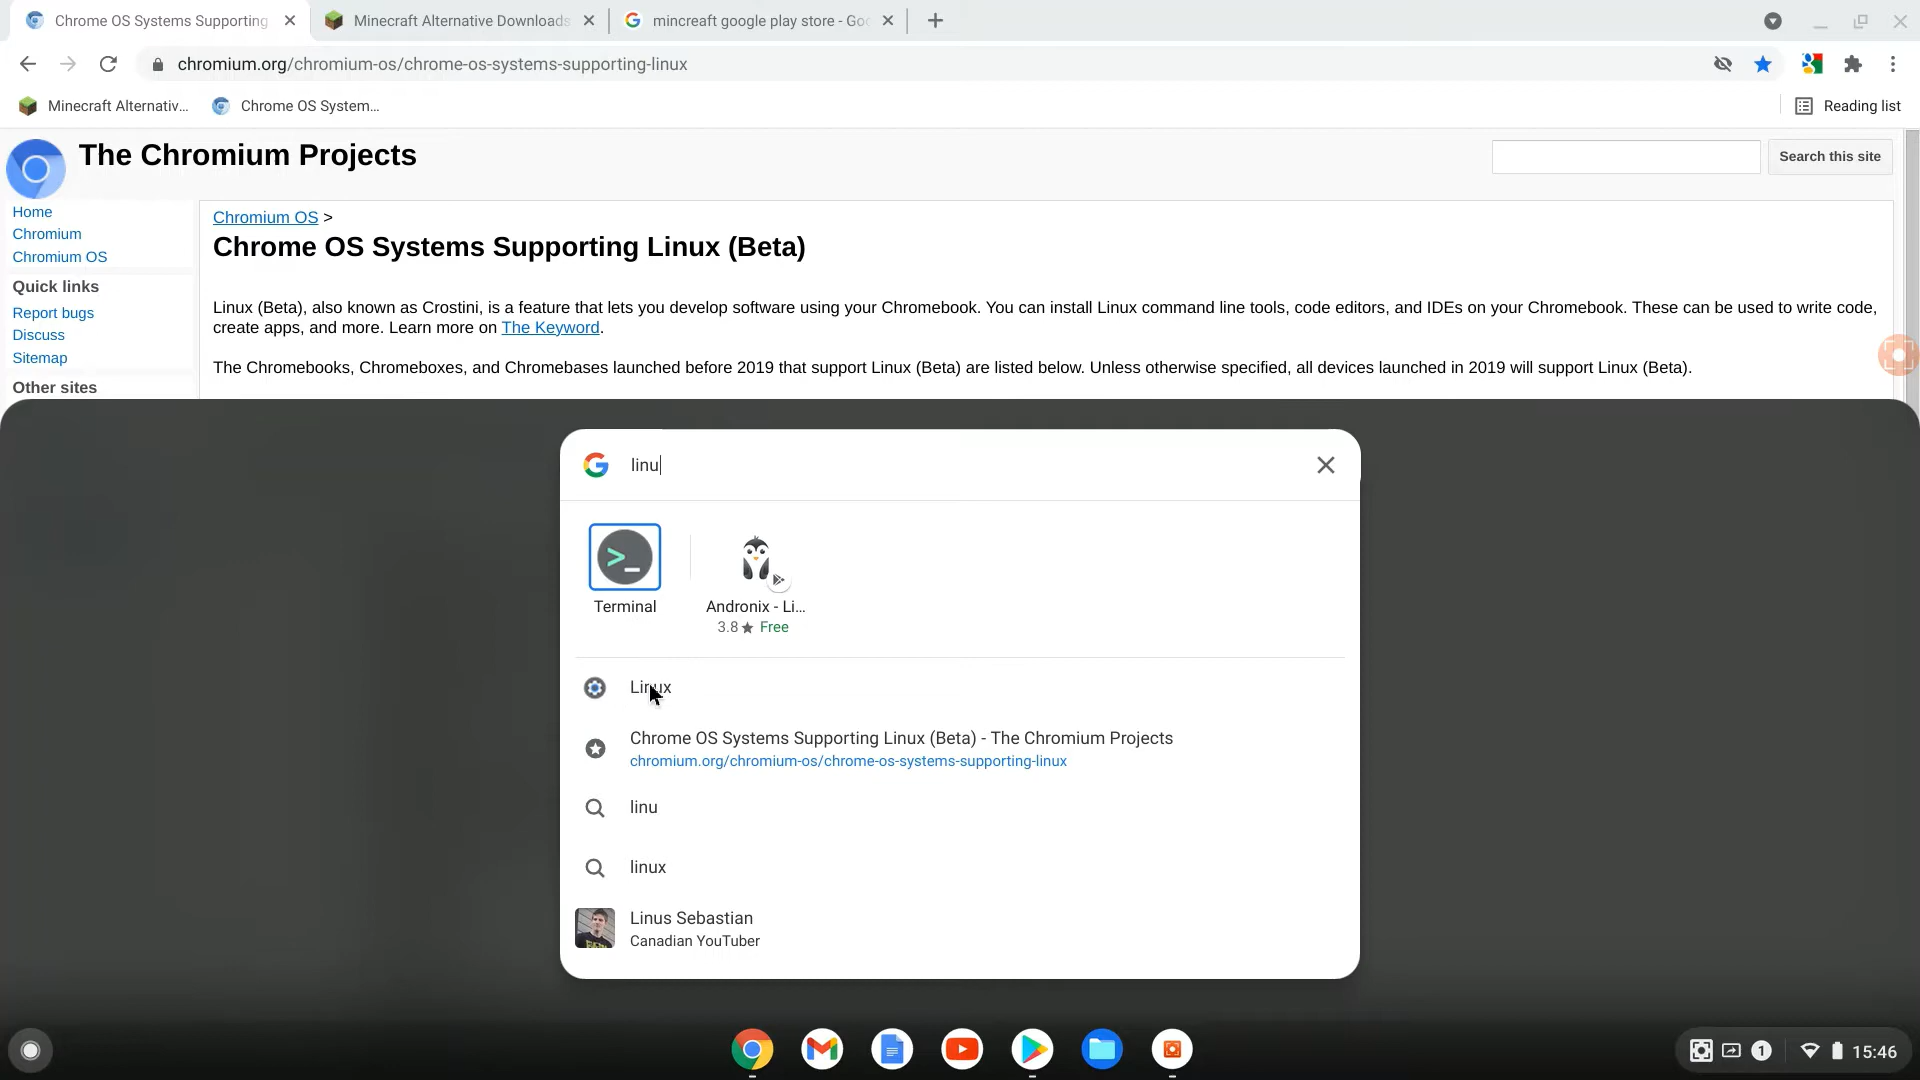 Chrome OS Systems Supporting
Minecraft Alternative Downloads
mincreaft google play store - Goo
chromium.org/chromium-os/chrome-os-systems-supporting-linux
Minecraft Alternativ...
Chrome OS System...
Reading list
The Chromium Projects
Search this site
Home
Chromium
Chromium OS
Quick links
Report bugs
Discuss
Sitemap
Other sites
Chromium OS >
Chrome OS Systems Supporting Linux (Beta)
Linux (Beta), also known as Crostini, is a feature that lets you develop software using your Chromebook. You can install Linux command line tools, code editors, and IDEs on your Chromebook. These can be used to write code,
create apps, and more. Learn more on The Keyword.
The Chromebooks, Chromeboxes, and Chromebases launched before 2019 that support Linux (Beta) are listed below. Unless otherwise specified, all devices launched in 2019 will support Linux (Beta).
linu
Terminal
Andronix - Li...
3.8 ★ Free
Linux
Chrome OS Systems Supporting Linux (Beta) - The Chromium Projects
chromium.org/chromium-os/chrome-os-systems-supporting-linux
linu
linux
Linus Sebastian
Canadian YouTuber
1
15:46